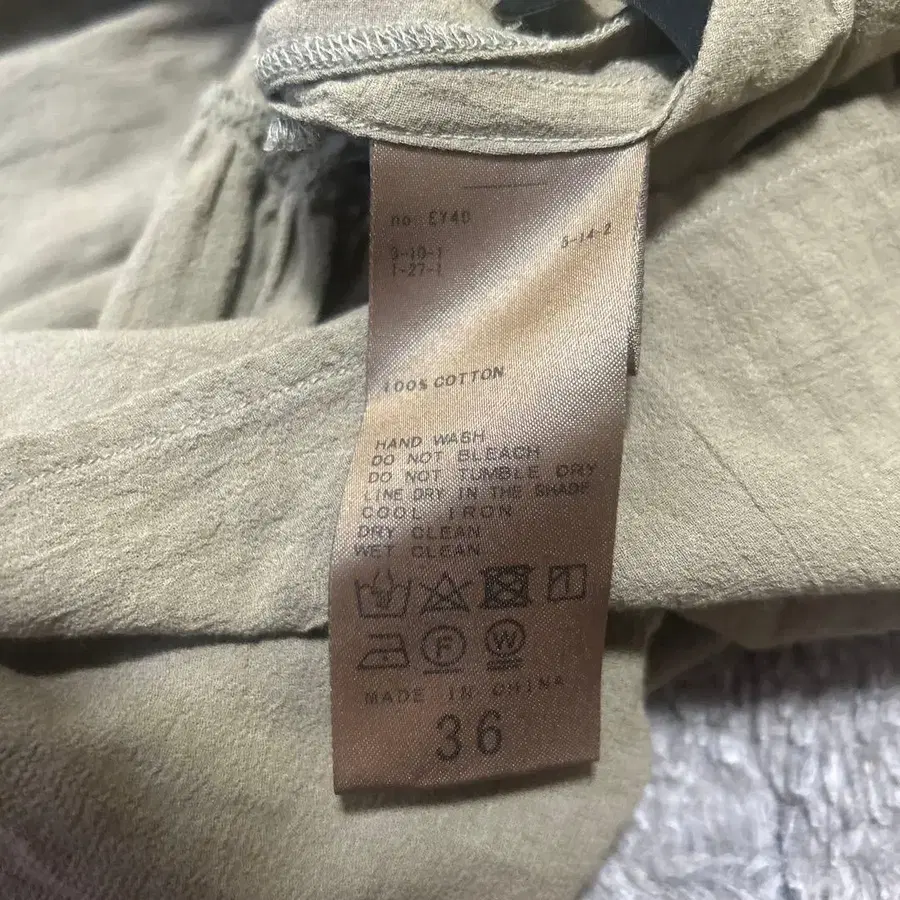 no. EY40
5-14-2
3-10-1
1-27-1
100% COTTON
HAND WASH
DO NOT BLEACH
DO NOT TUMBLE DRY
LINE DRY IN THE SHADE
COOL IRON
DRY CLEAN
WET CLEAN
F W
MADE IN CHINA
36